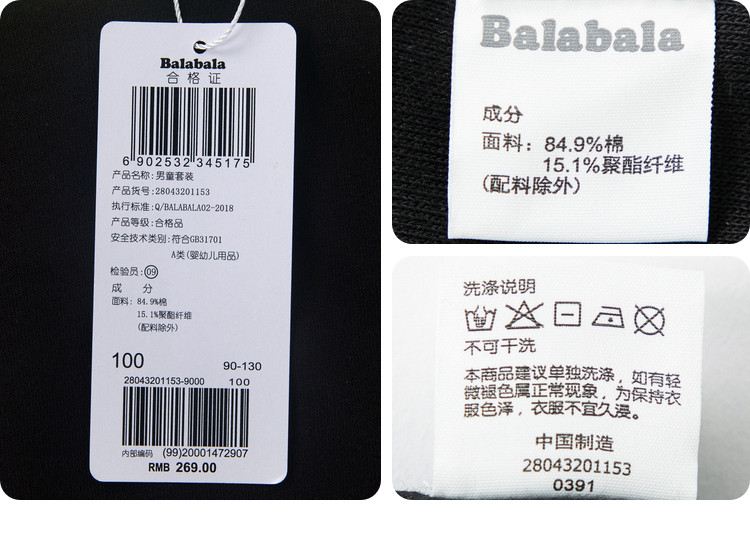 Balabala
合格证
6 902532 345175
产品名称:男童套装
产品货号:28043201153
执行标准:Q/BALABALA02-2018
产品等级:合格品
安全技术类别:符合GB31701
A类(婴幼儿用品)
检验员:09
成 分
面料: 84.9%棉
15.1%聚酯纤维
(配料除外)
100 90-130
28043201153-9000 100
内部编码 (99)20001472907
RMB 269.00
Balabala
成分
面料: 84.9%棉
15.1%聚酯纤维
(配料除外)
洗涤说明
不可干洗
本商品建议单独洗涤，如有轻
微褪色属正常现象，为保持衣
服色泽，衣服不宜久浸。
中国制造
28043201153
0391